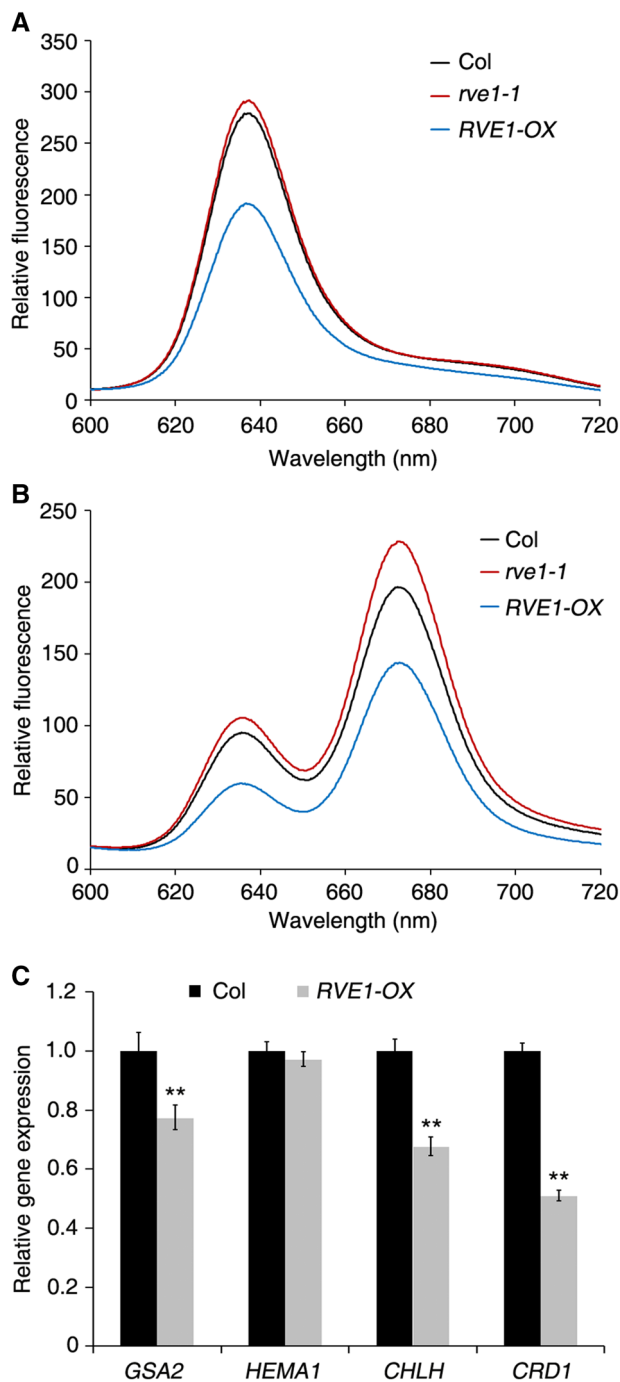 A
350
300
250
200
150
100
50
0
Relative fluorescence
Col
rve1-1
RVE1-OX
600 620 640 660 680 700 720
Wavelength (nm)
B
250
200
150
100
50
0
Relative fluorescence
Col
rve1-1
RVE1-OX
600 620 640 660 680 700 720
Wavelength (nm)
C
Col RVE1-OX
1.2
1.0
0.8
0.6
0.4
0.2
0
Relative gene expression
** ** **
GSA2 HEMA1 CHLH CRD1